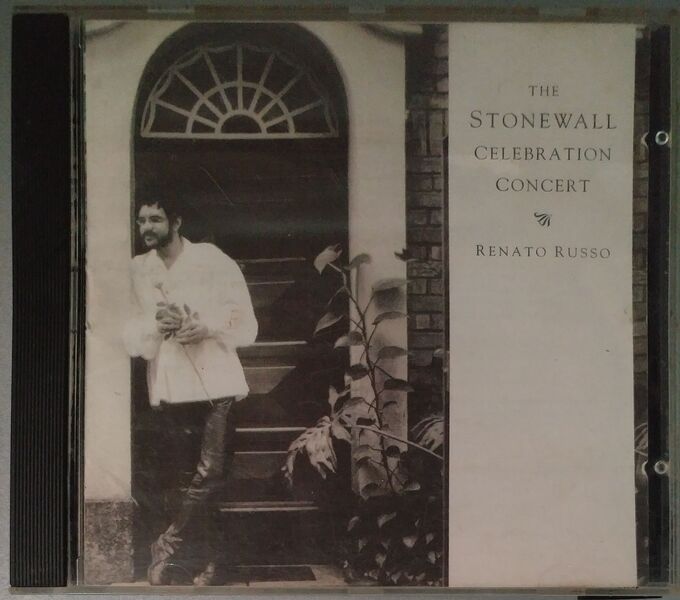 THE
STONEWALL
CELEBRATION
CONCERT
RENATO RUSSO